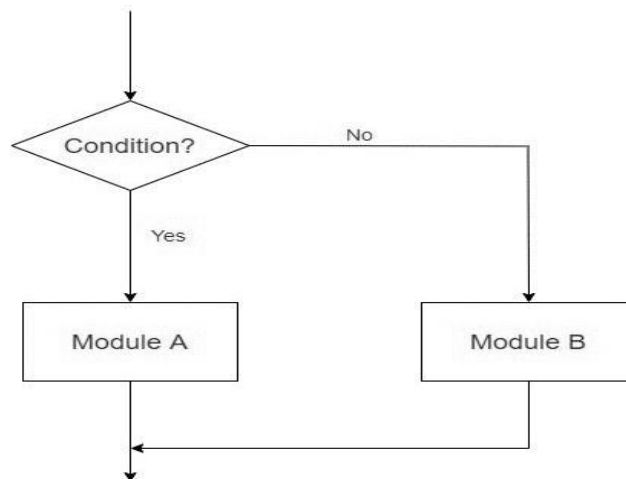 Condition?
No
Yes
Module A
Module B